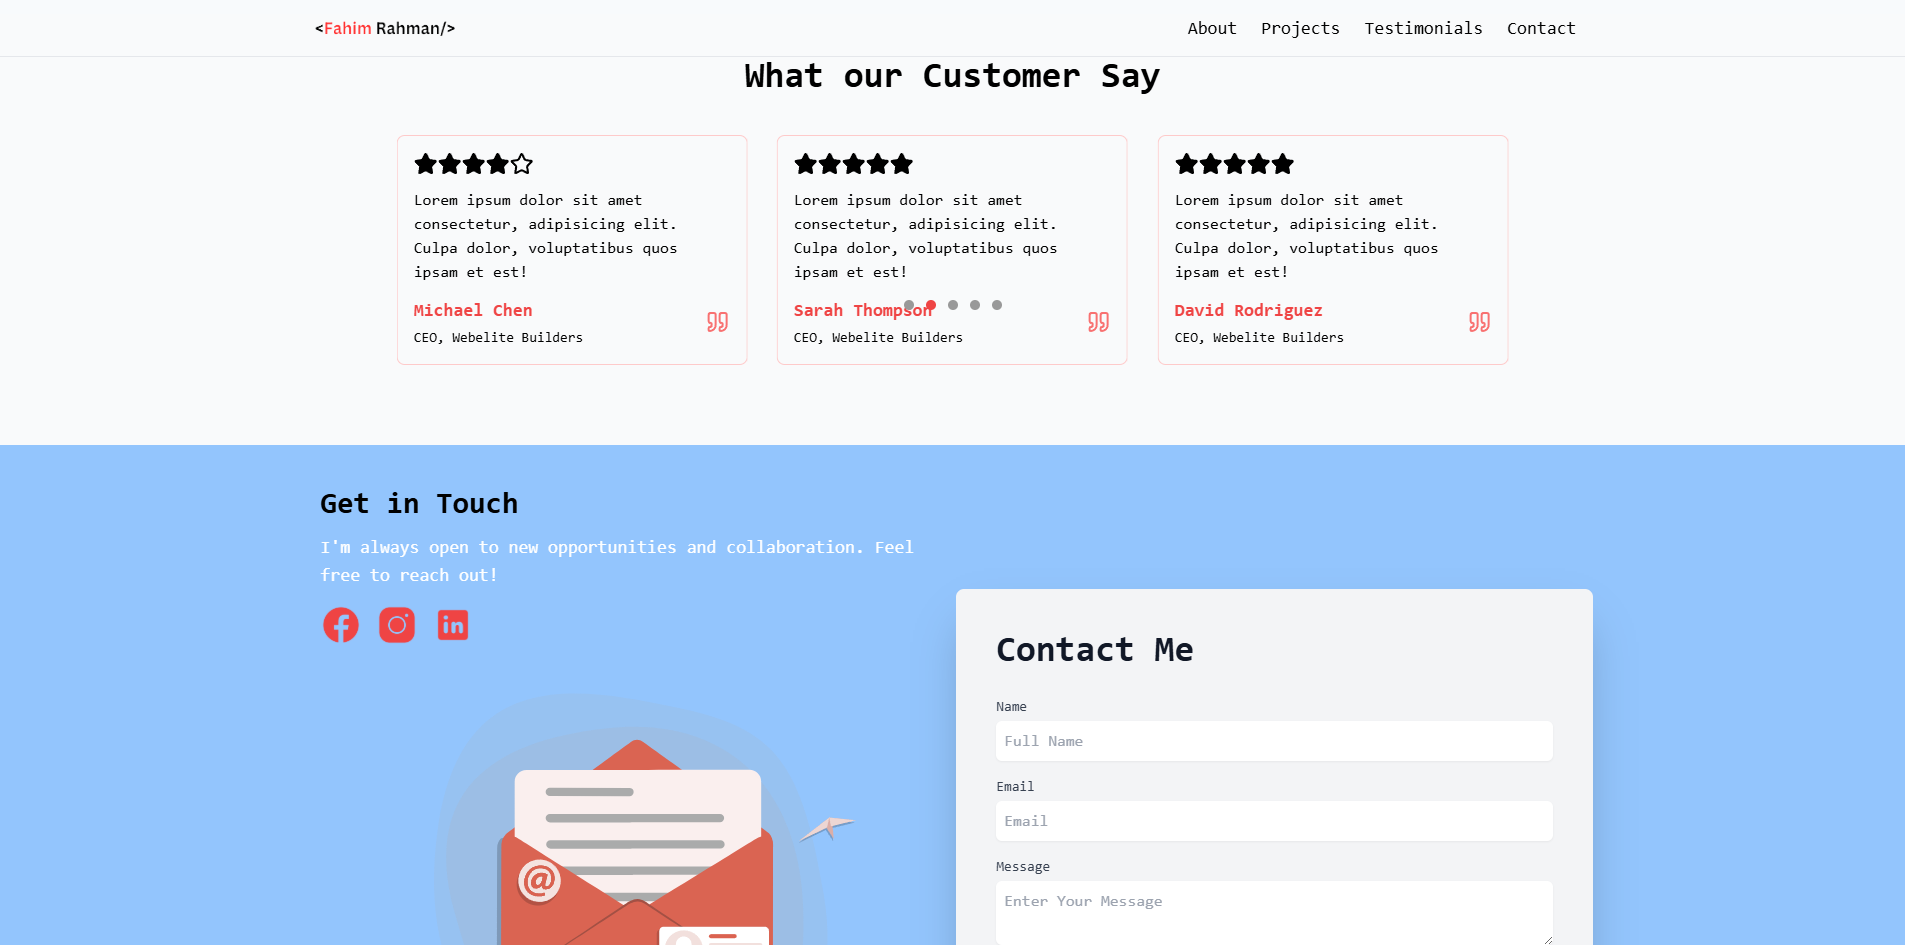 <Fahim Rahman/>
About Projects Testimonials Contact
What our Customer Say
Lorem ipsum dolor sit amet
consectetur, adipisicing elit.
Culpa dolor, voluptatibus quos
ipsam et est!
Michael Chen
CEO, Webelite Builders
Lorem ipsum dolor sit amet
consectetur, adipisicing elit.
Culpa dolor, voluptatibus quos
ipsam et est!
Sarah Thompson
CEO, Webelite Builders
Lorem ipsum dolor sit amet
consectetur, adipisicing elit.
Culpa dolor, voluptatibus quos
ipsam et est!
David Rodriguez
CEO, Webelite Builders
Get in Touch
I'm always open to new opportunities and collaboration. Feel
free to reach out!
@
Contact Me
Name
Full Name
Email
Email
Message
Enter Your Message